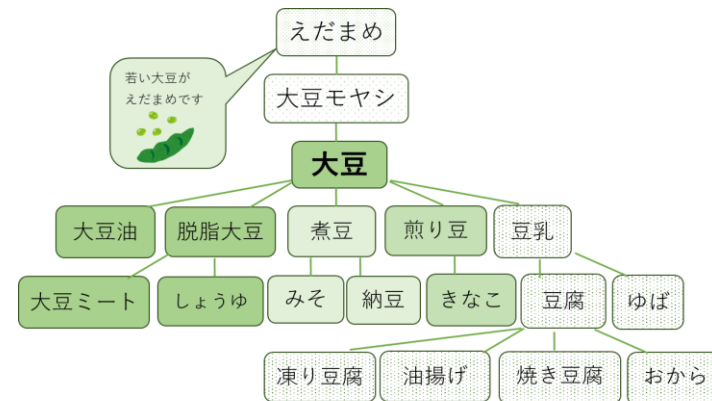 えだまめ
若い大豆が
えだまめです
大豆モヤシ
大豆
大豆油
脱脂大豆
煮豆
煎り豆
豆乳
大豆ミート
しょうゆ
みそ
納豆
きなこ
豆腐
ゆば
凍り豆腐
油揚げ
焼き豆腐
おから